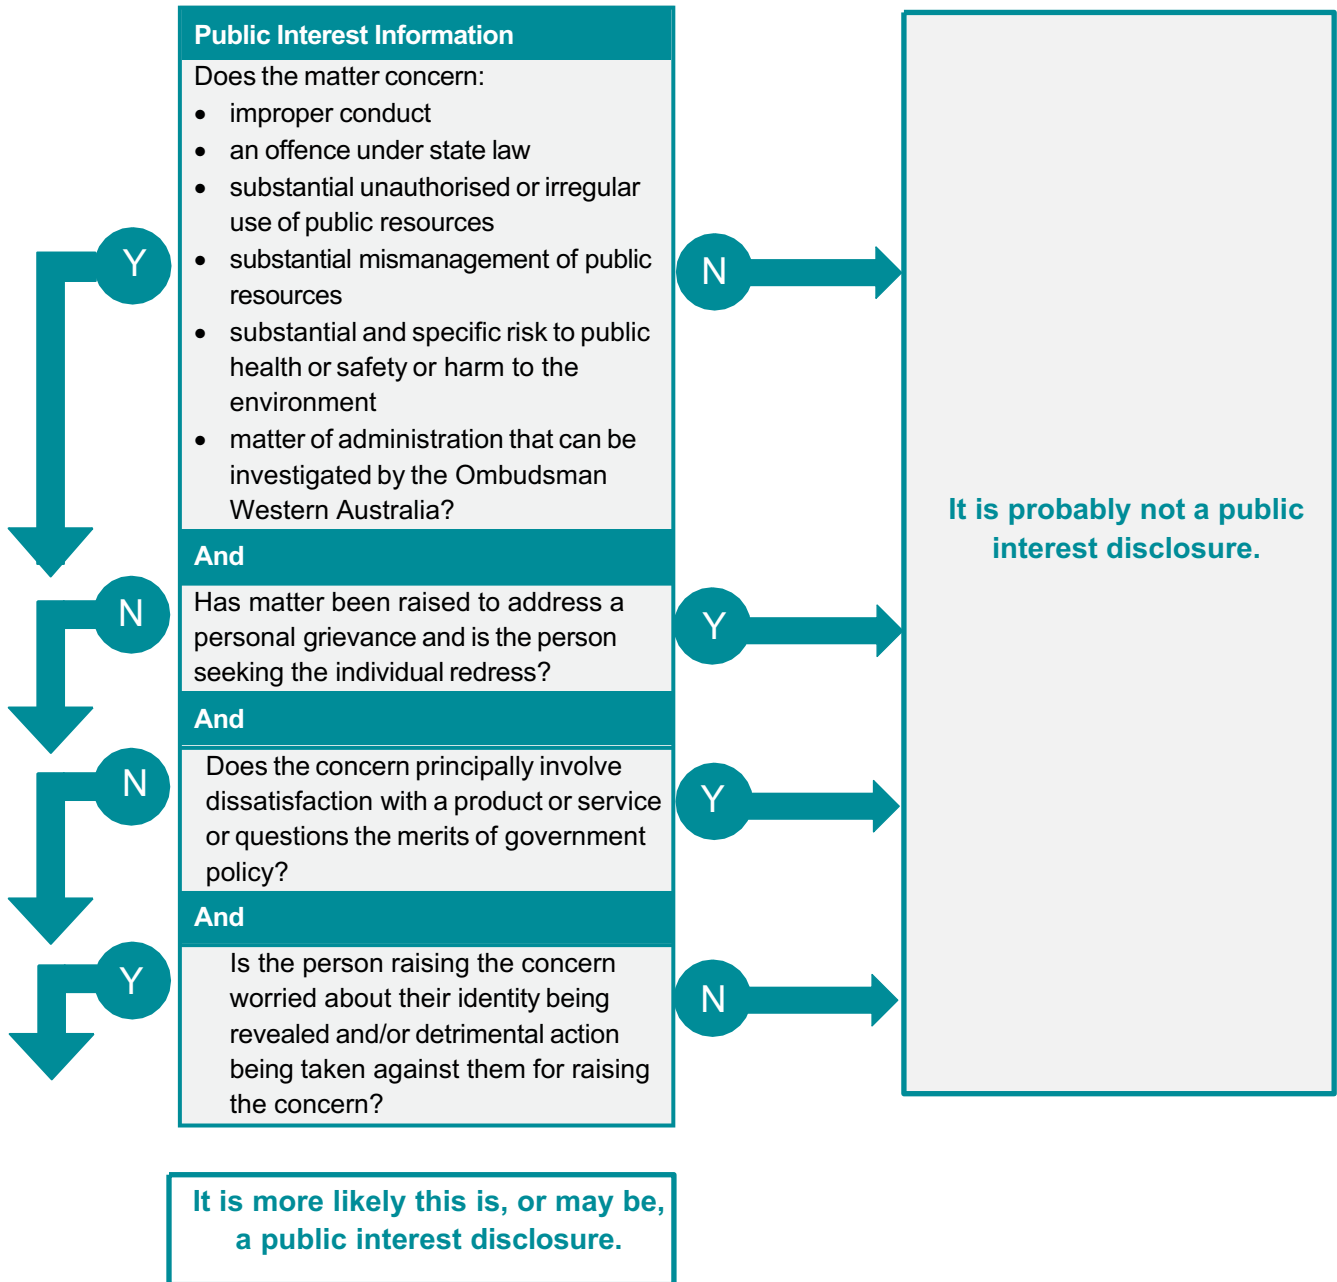 Public Interest Information
Does the matter concern:
• improper conduct
• an offence under state law
• substantial unauthorised or irregular
use of public resources
• substantial mismanagement of public
resources
• substantial and specific risk to public
health or safety or harm to the
environment
• matter of administration that can be
investigated by the Ombudsman
Western Australia?
Y
N
And
Has matter been raised to address a
personal grievance and is the person
seeking the individual redress?
N
Y
And
Does the concern principally involve
dissatisfaction with a product or service
or questions the merits of government
policy?
N
Y
And
Is the person raising the concern
worried about their identity being
revealed and/or detrimental action
being taken against them for raising
the concern?
Y
N
It is probably not a public
interest disclosure.
It is more likely this is, or may be,
a public interest disclosure.